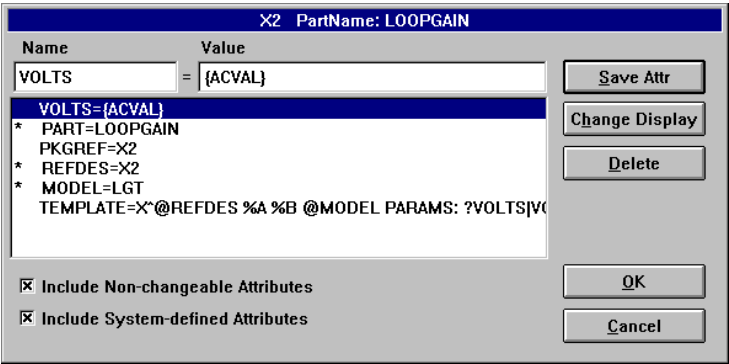 X2 PartName: LOOPGAIN
Name Value
VOLTS = {ACVAL} Save Attr
VOLTS={ACVAL}
* PART=LOOPGAIN Change Display
PKGREF=X2
* REFDES=X2 Delete
* MODEL=LGT
TEMPLATE=X^@REFDES %A %B @MODEL PARAMS: ?VOLTS|V
Include Non-changeable Attributes OK
Include System-defined Attributes Cancel